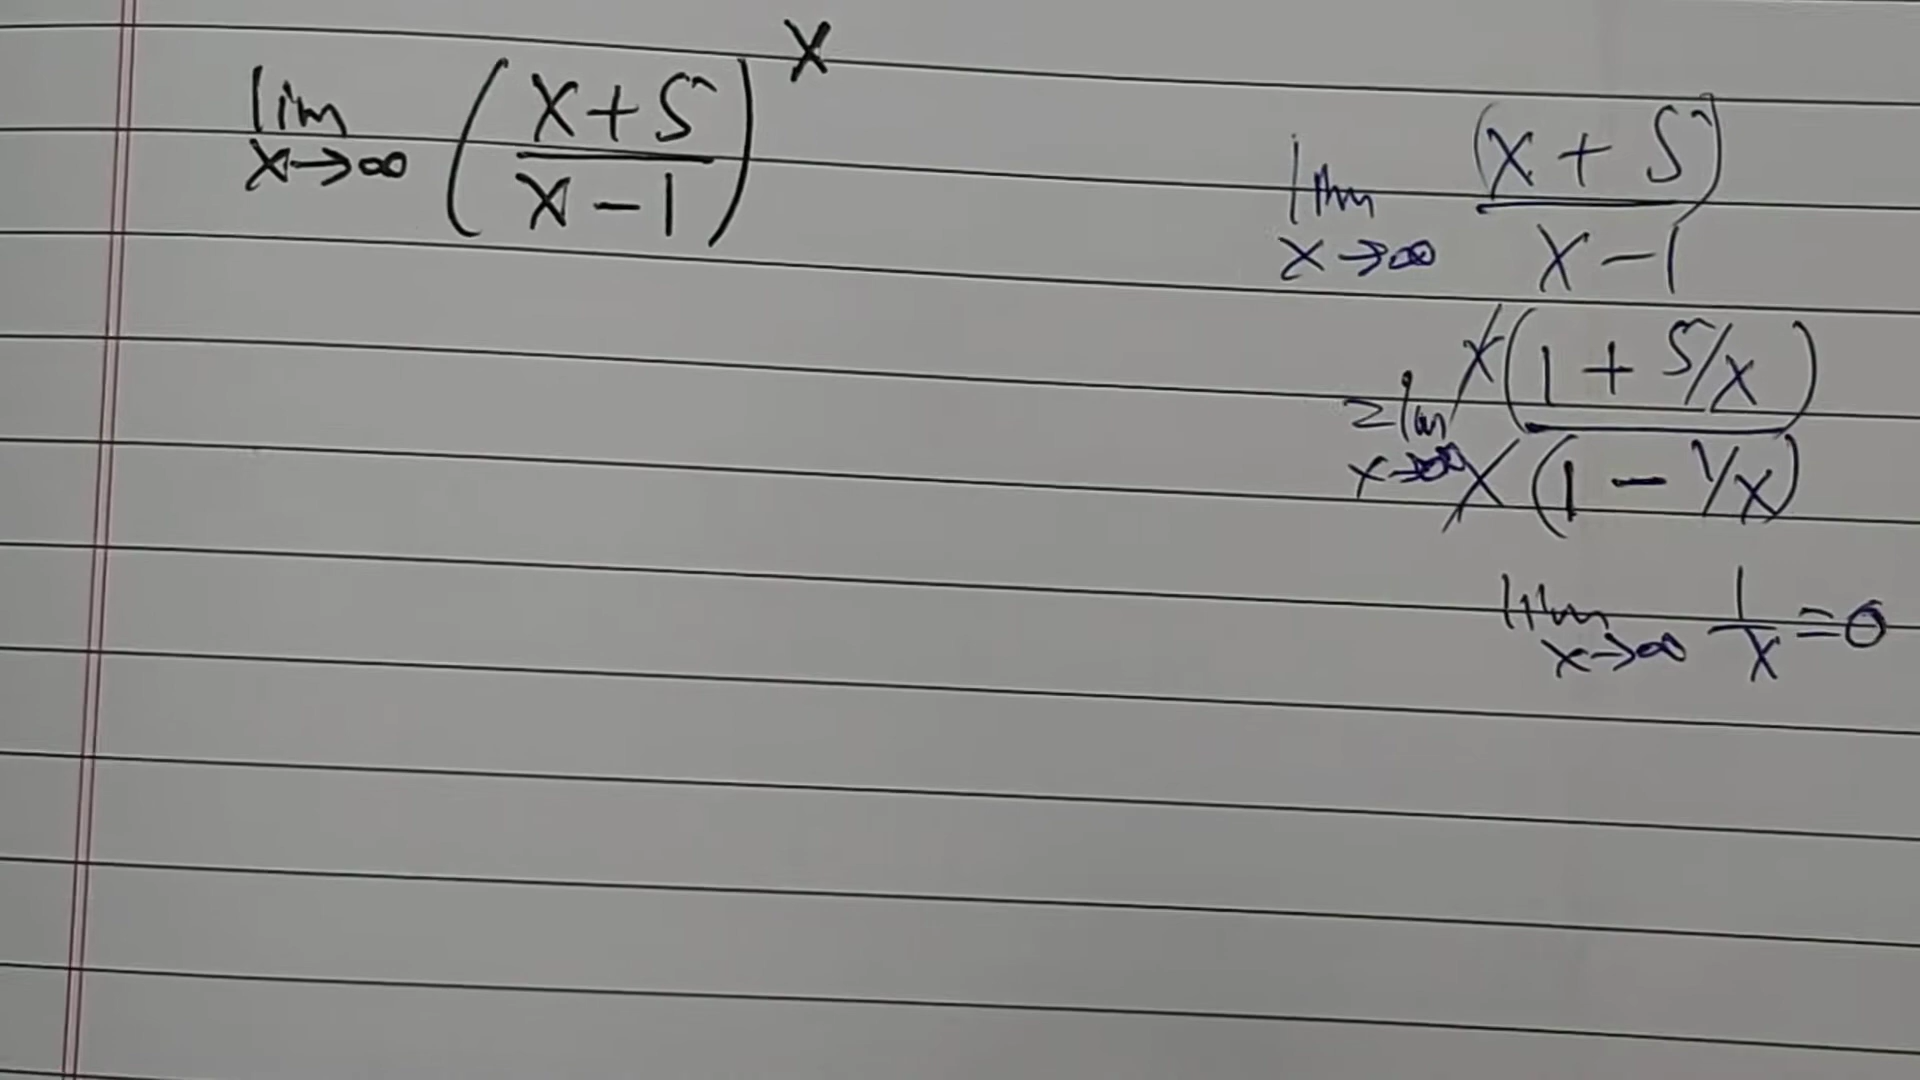 lim x→∞ ((x+5)/(x-1))^x
lim x→∞ (x+5)/(x-1)
= lim x→∞ x(1+5/x)/x(1-1/x)
lim x→∞ 1/x = 0